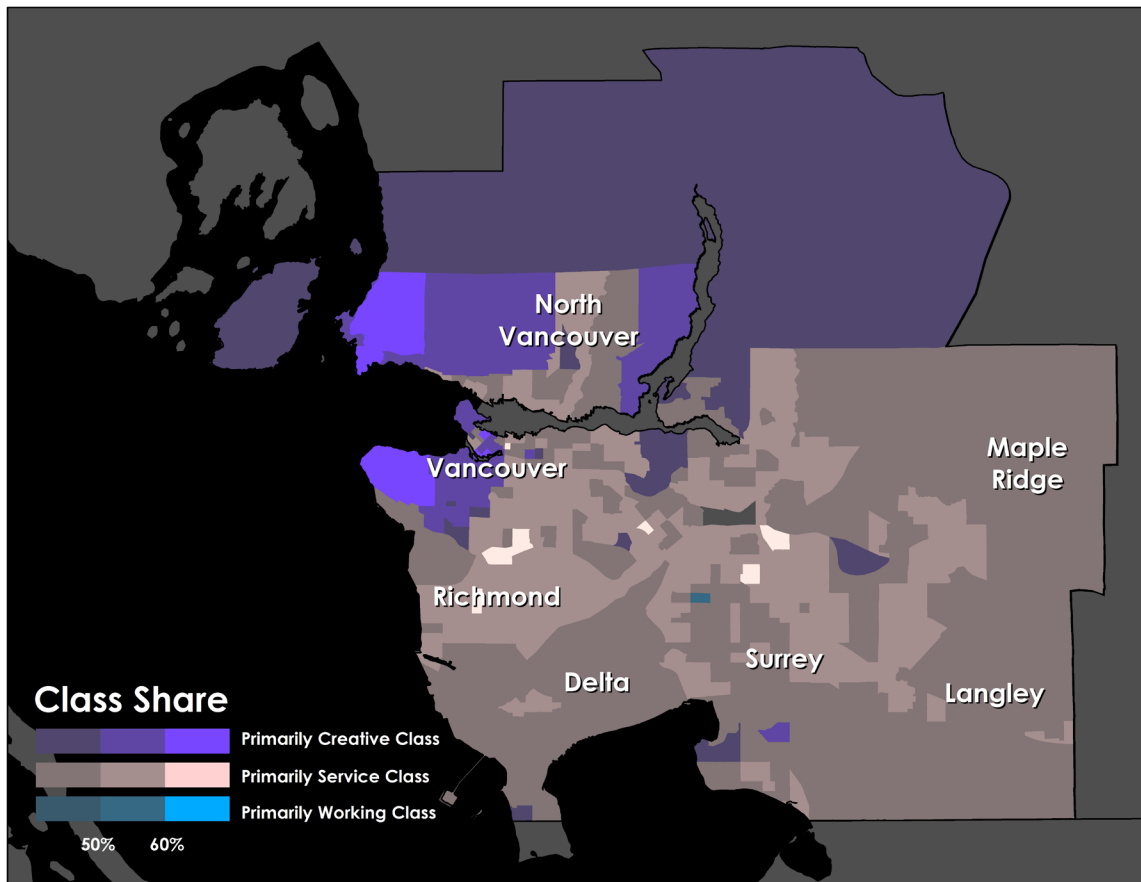 North
Vancouver
Vancouver
Maple
Ridge
Richmond
Surrey
Delta
Langley
Class Share
Primarily Creative Class
Primarily Service Class
Primarily Working Class
50% 60%